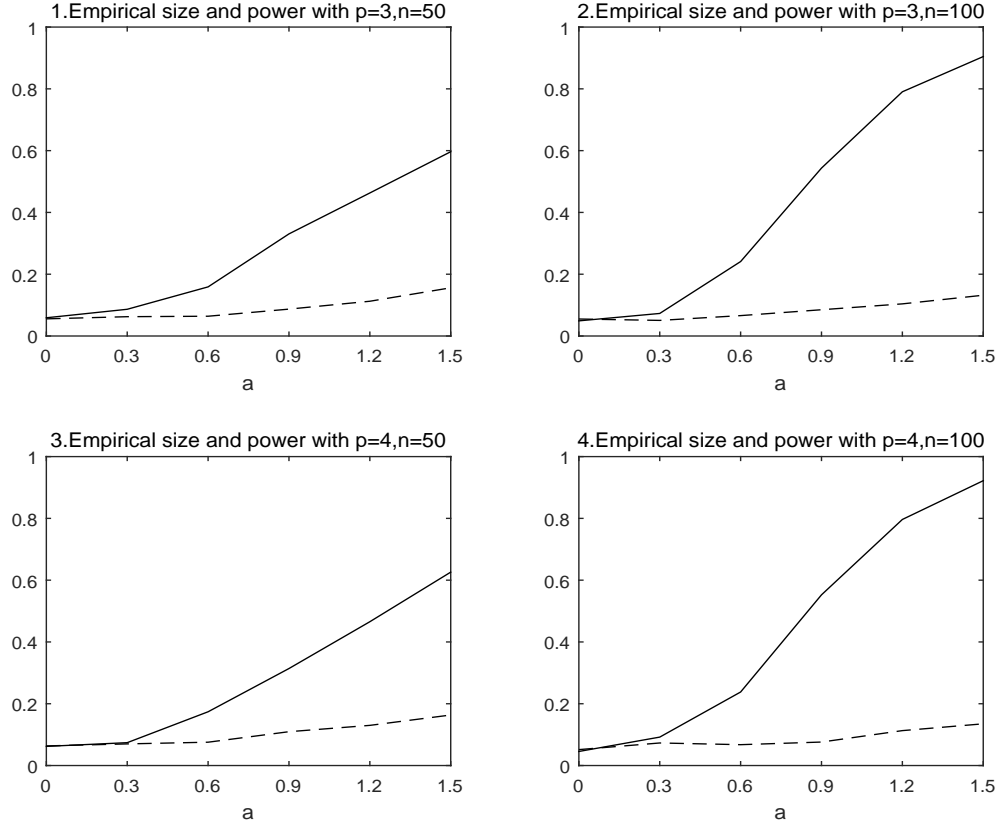 1.Empirical size and power with p=3,n=50
1
0.8
0.6
0.4
0.2
0
0 0.3 0.6 0.9 1.2 1.5
a
2.Empirical size and power with p=3,n=100
1
0.8
0.6
0.4
0.2
0
0 0.3 0.6 0.9 1.2 1.5
a
3.Empirical size and power with p=4,n=50
1
0.8
0.6
0.4
0.2
0
0 0.3 0.6 0.9 1.2 1.5
a
4.Empirical size and power with p=4,n=100
1
0.8
0.6
0.4
0.2
0
0 0.3 0.6 0.9 1.2 1.5
a